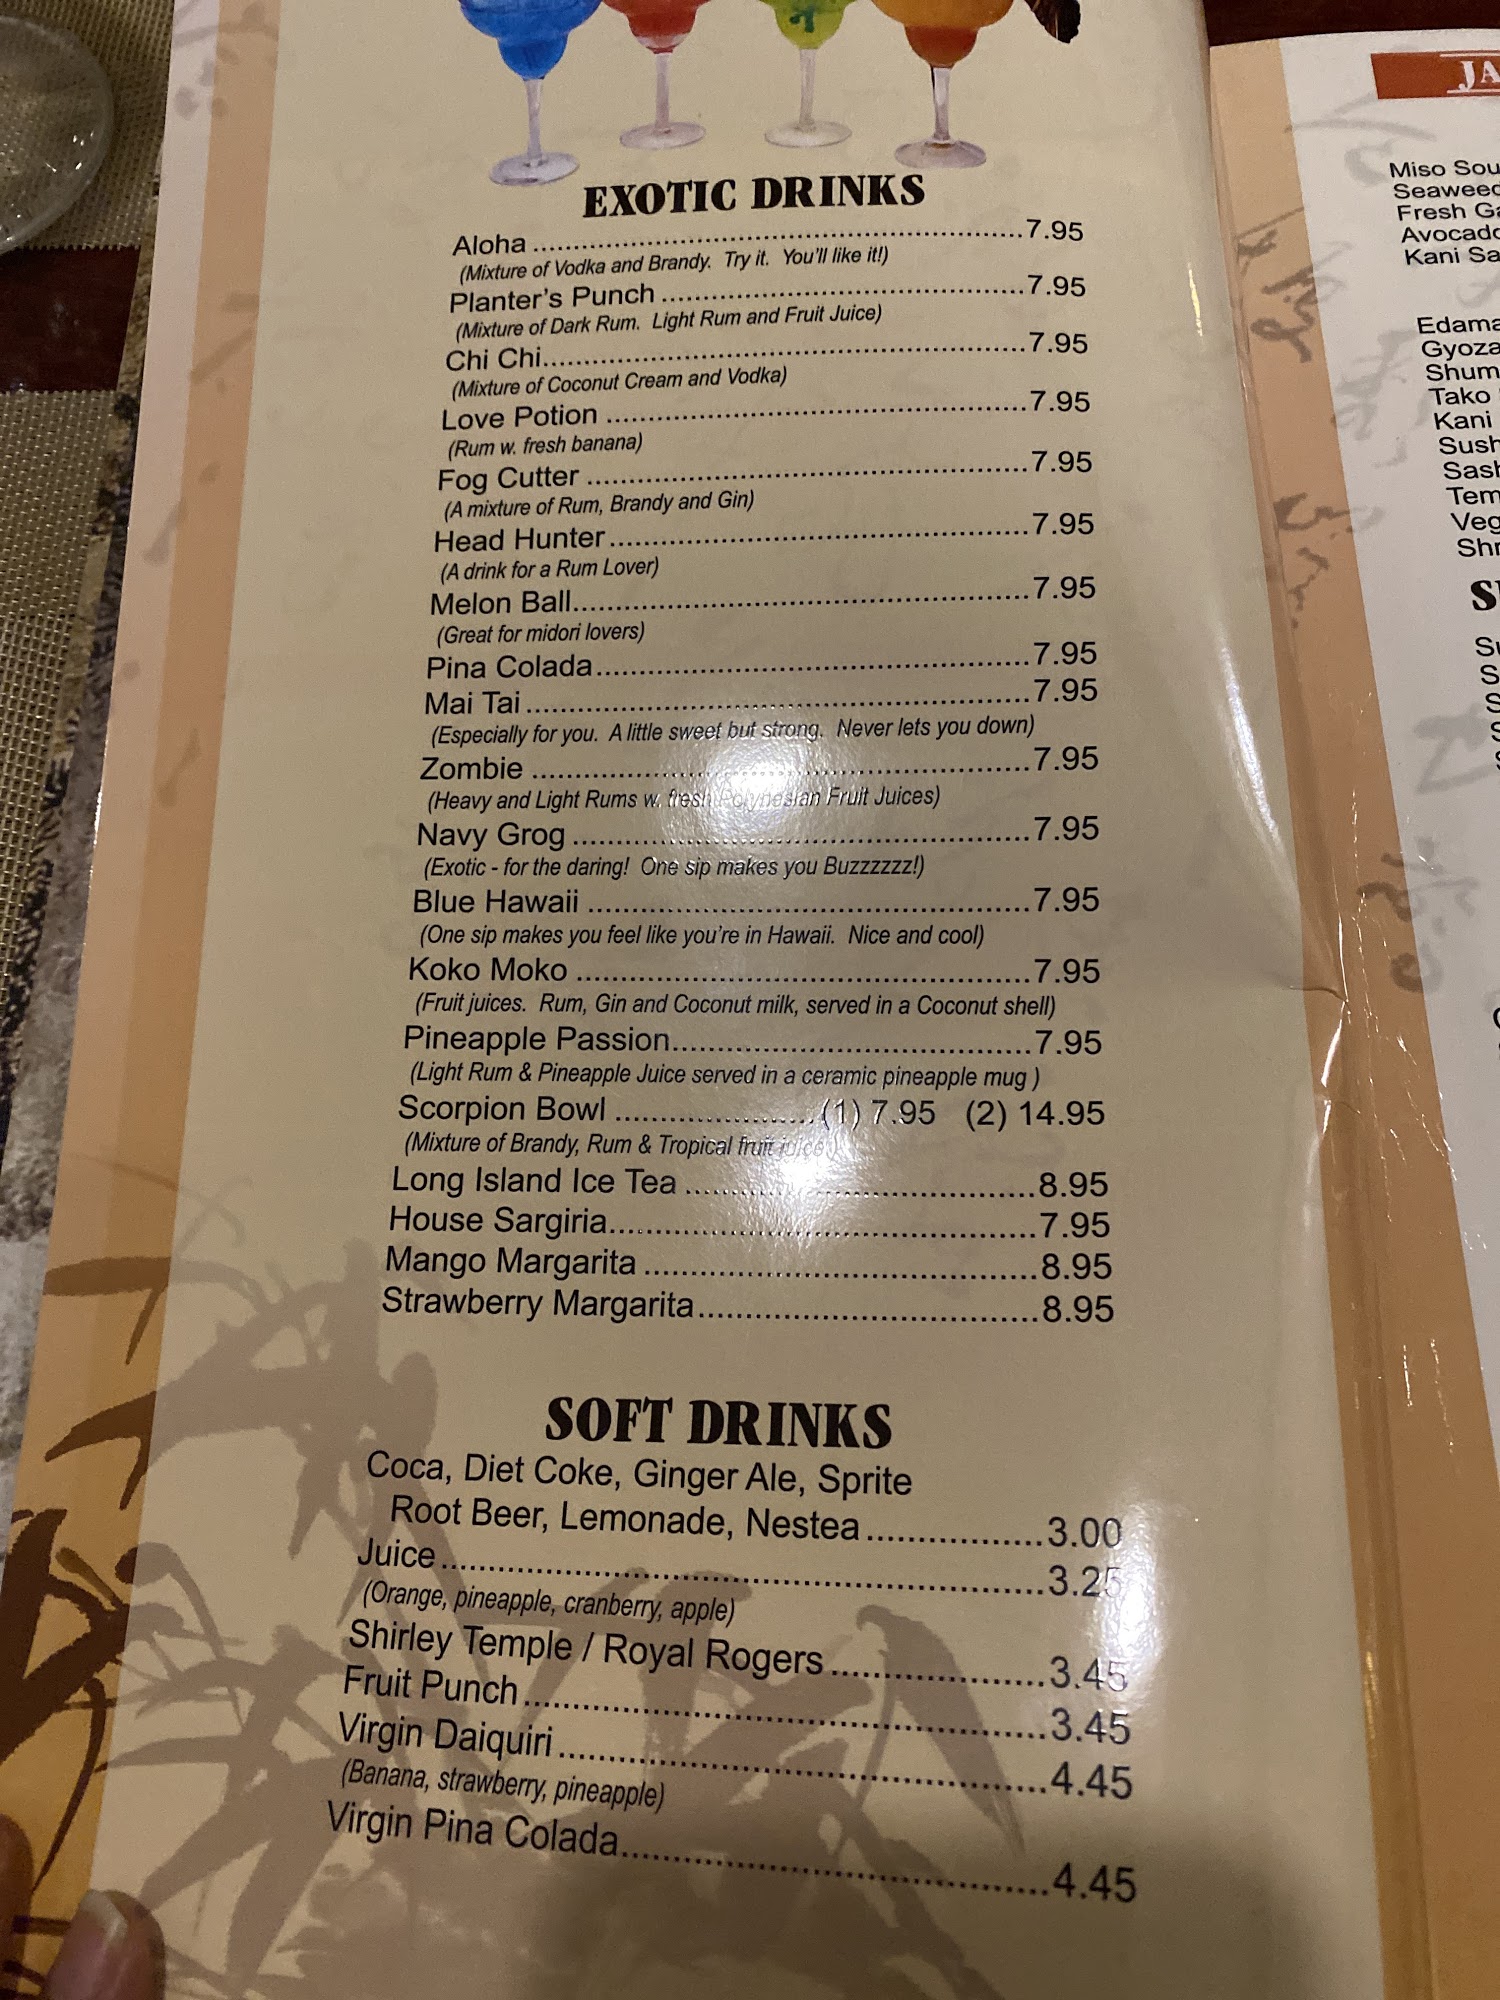 EXOTIC DRINKS
Aloha ........ 7.95
(Mixture of Vodka and Brandy. Try it. You'll like it!)
Planter's Punch ........ 7.95
(Mixture of Dark Rum. Light Rum and Fruit Juice)
Chi Chi ........ 7.95
(Mixture of Coconut Cream and Vodka)
Love Potion ........ 7.95
(Rum w. fresh banana)
Fog Cutter ........ 7.95
(A mixture of Rum, Brandy and Gin)
Head Hunter ........ 7.95
(A drink for a Rum Lover)
Melon Ball ........ 7.95
(Great for midori lovers)
Pina Colada ........ 7.95
Mai Tai ........ 7.95
(Especially for you. A little sweet but strong. Never lets you down)
Zombie ........ 7.95
(Heavy and Light Rums w. fresh Polynesian Fruit Juices)
Navy Grog ........ 7.95
(Exotic - for the daring! One sip makes you Buzzzzzz!)
Blue Hawaii ........ 7.95
(One sip makes you feel like you're in Hawaii. Nice and cool)
Koko Moko ........ 7.95
(Fruit juices. Rum, Gin and Coconut milk, served in a Coconut shell)
Pineapple Passion ........ 7.95
(Light Rum & Pineapple Juice served in a ceramic pineapple mug )
Scorpion Bowl ........ (1) 7.95 (2) 14.95
(Mixture of Brandy, Rum & Tropical fruit juice)
Long Island Ice Tea ........ 8.95
House Sargiria ........ 7.95
Mango Margarita ........ 8.95
Strawberry Margarita ........ 8.95
SOFT DRINKS
Coca, Diet Coke, Ginger Ale, Sprite
Root Beer, Lemonade, Nestea ........ 3.00
Juice ........ 3.25
(Orange, pineapple, cranberry, apple)
Shirley Temple / Royal Rogers ........ 3.45
Fruit Punch ........ 3.45
Virgin Daiquiri ........ 4.45
(Banana, strawberry, pineapple)
Virgin Pina Colada ........ 4.45
JA
Miso Sou
Seaweed
Fresh Ga
Avocado
Kani Sa
Edama
Gyoza
Shum
Tako
Kani
Sush
Sash
Tem
Veg
Shr